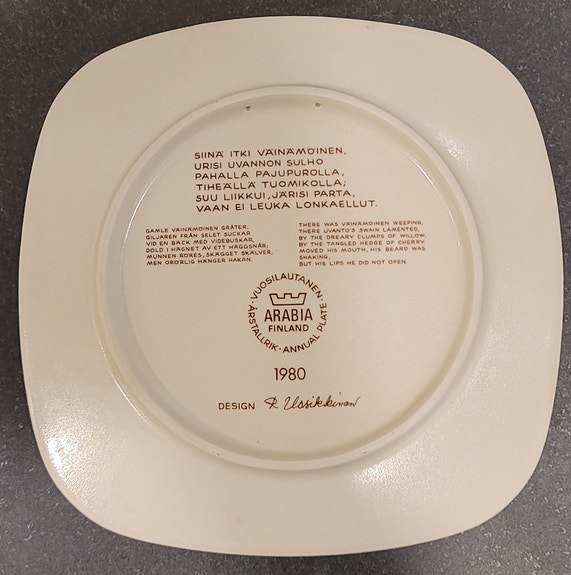 SIINÄ ITKI VÄINÄMÖINEN,
URISI UVANNON SULHO
PAHALLA PAJUPUROLLA,
TIHEÄLLÄ TUOMIKOLLA;
SUU LIIKKUI, JÄRISI PARTA,
VAAN EI LEUKA LONKAELLUT.
GAMLE VÄINÄMÖINEN GRÅTER,
GILJAREN FRÅN SELET SUCKAR
VID EN BÄCK MED VIDEBUSKAR,
DOLD I HÄGNET AV ETT HÄGGSNÅR;
MUNNEN RÖRES, SKÄGGET SKÄLVER,
MEN ORÖRLIG HÄNGER HAKAN.
THERE WAS VÄINÄMÖINEN WEEPING,
THERE UVANTO'S SWAIN LAMENTED,
BY THE DREARY CLUMPS OF WILLOW,
BY THE TANGLED HEDGE OF CHERRY.
MOVED HIS MOUTH, HIS BEARD WAS
SHAKING,
BUT HIS LIPS HE DID NOT OPEN.
VUOSILAUTANEN · ANNUAL PLATE · ÅRSTALLRIK ·
ARABIA
FINLAND
1980
DESIGN R Uosikkinen